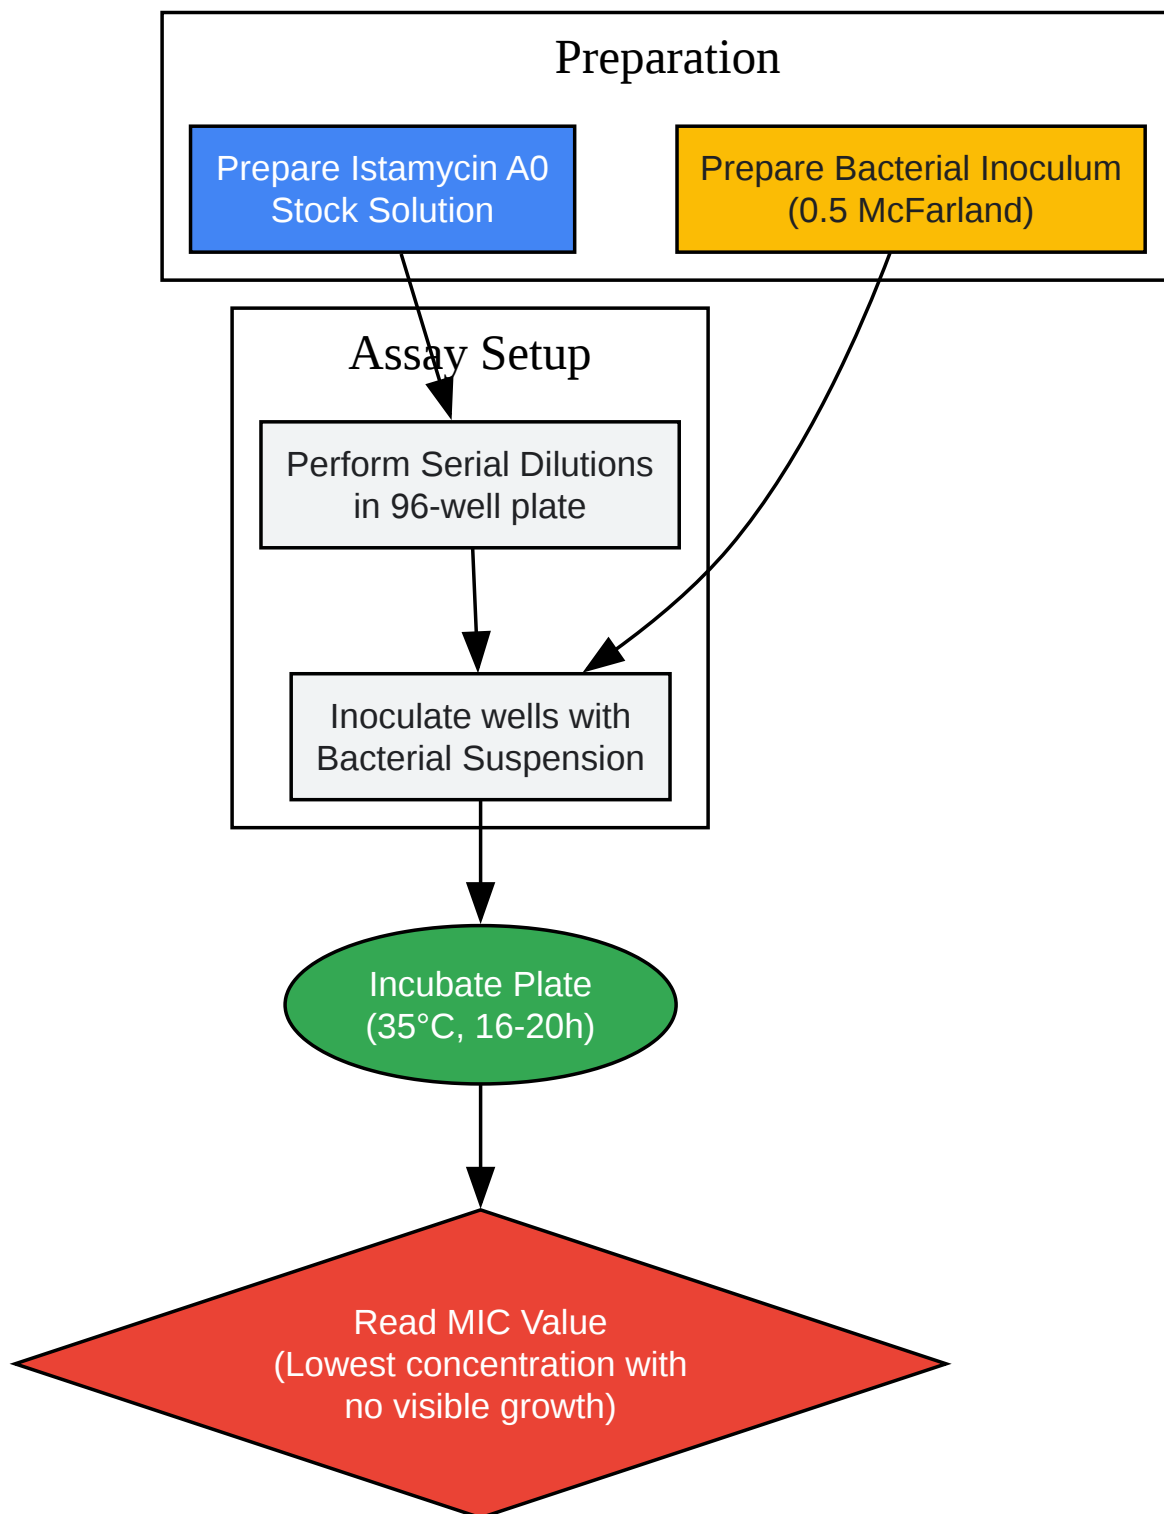 Preparation
Prepare Istamycin A0
Stock Solution
Prepare Bacterial Inoculum
(0.5 McFarland)
Assay Setup
Perform Serial Dilutions
in 96-well plate
Inoculate wells with
Bacterial Suspension
Incubate Plate
(35°C, 16-20h)
Read MIC Value
(Lowest concentration with
no visible growth)